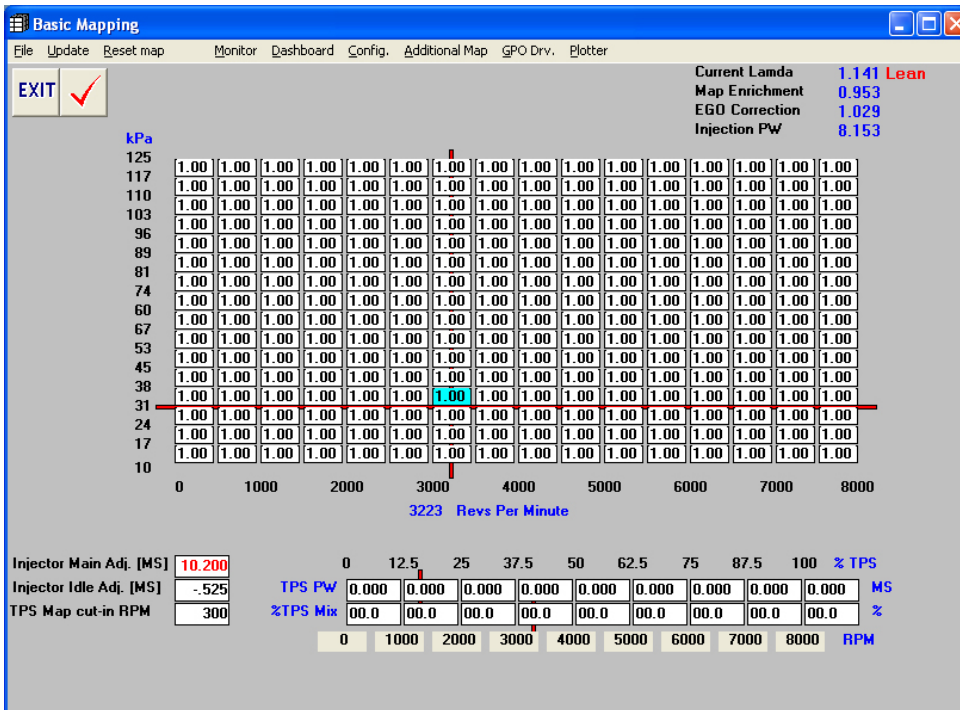 Basic Mapping
File Update Reset map Monitor Dashboard Config. Additional Map GPO Drv. Plotter
EXIT
Current Lamda 1.141 Lean
Map Enrichment 0.953
EGO Correction 1.029
Injection PW 8.153
kPa
125
1.00 1.00 1.00 1.00 1.00 1.00 1.00 1.00 1.00 1.00 1.00 1.00 1.00 1.00 1.00 1.00
117
1.00 1.00 1.00 1.00 1.00 1.00 1.00 1.00 1.00 1.00 1.00 1.00 1.00 1.00 1.00 1.00
110
1.00 1.00 1.00 1.00 1.00 1.00 1.00 1.00 1.00 1.00 1.00 1.00 1.00 1.00 1.00 1.00
103
1.00 1.00 1.00 1.00 1.00 1.00 1.00 1.00 1.00 1.00 1.00 1.00 1.00 1.00 1.00 1.00
96
1.00 1.00 1.00 1.00 1.00 1.00 1.00 1.00 1.00 1.00 1.00 1.00 1.00 1.00 1.00 1.00
89
1.00 1.00 1.00 1.00 1.00 1.00 1.00 1.00 1.00 1.00 1.00 1.00 1.00 1.00 1.00 1.00
81
1.00 1.00 1.00 1.00 1.00 1.00 1.00 1.00 1.00 1.00 1.00 1.00 1.00 1.00 1.00 1.00
74
1.00 1.00 1.00 1.00 1.00 1.00 1.00 1.00 1.00 1.00 1.00 1.00 1.00 1.00 1.00 1.00
60
1.00 1.00 1.00 1.00 1.00 1.00 1.00 1.00 1.00 1.00 1.00 1.00 1.00 1.00 1.00 1.00
67
1.00 1.00 1.00 1.00 1.00 1.00 1.00 1.00 1.00 1.00 1.00 1.00 1.00 1.00 1.00 1.00
53
1.00 1.00 1.00 1.00 1.00 1.00 1.00 1.00 1.00 1.00 1.00 1.00 1.00 1.00 1.00 1.00
45
1.00 1.00 1.00 1.00 1.00 1.00 1.00 1.00 1.00 1.00 1.00 1.00 1.00 1.00 1.00 1.00
38
1.00 1.00 1.00 1.00 1.00 1.00 1.00 1.00 1.00 1.00 1.00 1.00 1.00 1.00 1.00 1.00
31
1.00 1.00 1.00 1.00 1.00 1.00 1.00 1.00 1.00 1.00 1.00 1.00 1.00 1.00 1.00 1.00
24
1.00 1.00 1.00 1.00 1.00 1.00 1.00 1.00 1.00 1.00 1.00 1.00 1.00 1.00 1.00 1.00
17
1.00 1.00 1.00 1.00 1.00 1.00 1.00 1.00 1.00 1.00 1.00 1.00 1.00 1.00 1.00 1.00
10
0 1000 2000 3000 4000 5000 6000 7000 8000
3223 Revs Per Minute
Injector Main Adj. [MS] 10.200
Injector Idle Adj. [MS] -.525
TPS Map cut-in RPM 300
0 12.5 25 37.5 50 62.5 75 87.5 100 % TPS
TPS PW 0.000 0.000 0.000 0.000 0.000 0.000 0.000 0.000 0.000 MS
%TPS Mix 00.0 00.0 00.0 00.0 00.0 00.0 00.0 00.0 00.0 %
0 1000 2000 3000 4000 5000 6000 7000 8000 RPM